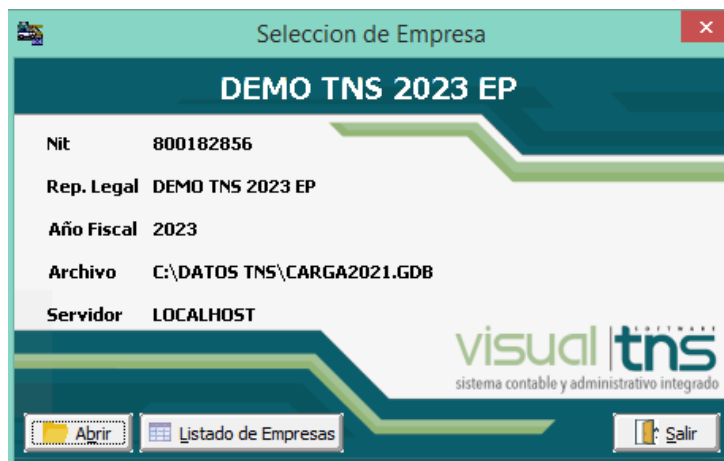 Seleccion de Empresa
DEMO TNS 2023 EP
Nit 800182856
Rep. Legal DEMO TNS 2023 EP
Año Fiscal 2023
Archivo C:\DATOS TNS\CARGA2021.GDB
Servidor LOCALHOST
SOFTWARE
visual tns
sistema contable y administrativo integrado
Abrir Listado de Empresas Salir